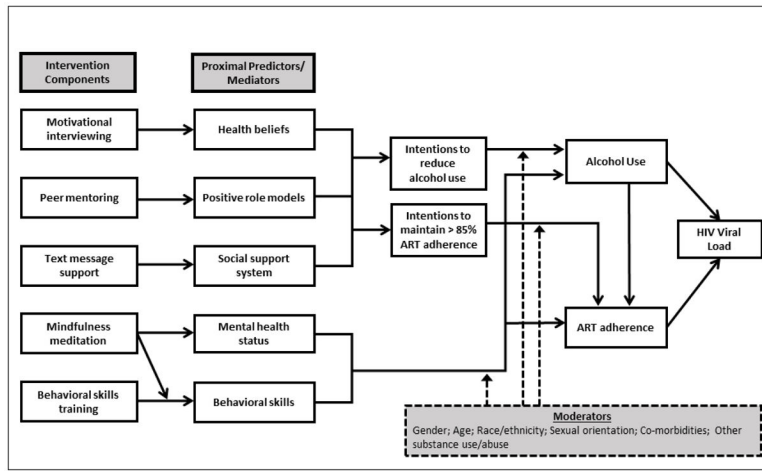 Intervention
Components
Proximal Predictors/
Mediators
Motivational
interviewing
Health beliefs
Intentions to
reduce
alcohol use
Alcohol Use
Peer mentoring
Positive role models
Intentions to
maintain > 85%
ART adherence
HIV Viral
Load
Text message
support
Social support
system
Mindfulness
meditation
Mental health
status
ART adherence
Behavioral skills
training
Behavioral skills
Moderators
Gender; Age; Race/ethnicity; Sexual orientation; Co-morbidities; Other
substance use/abuse